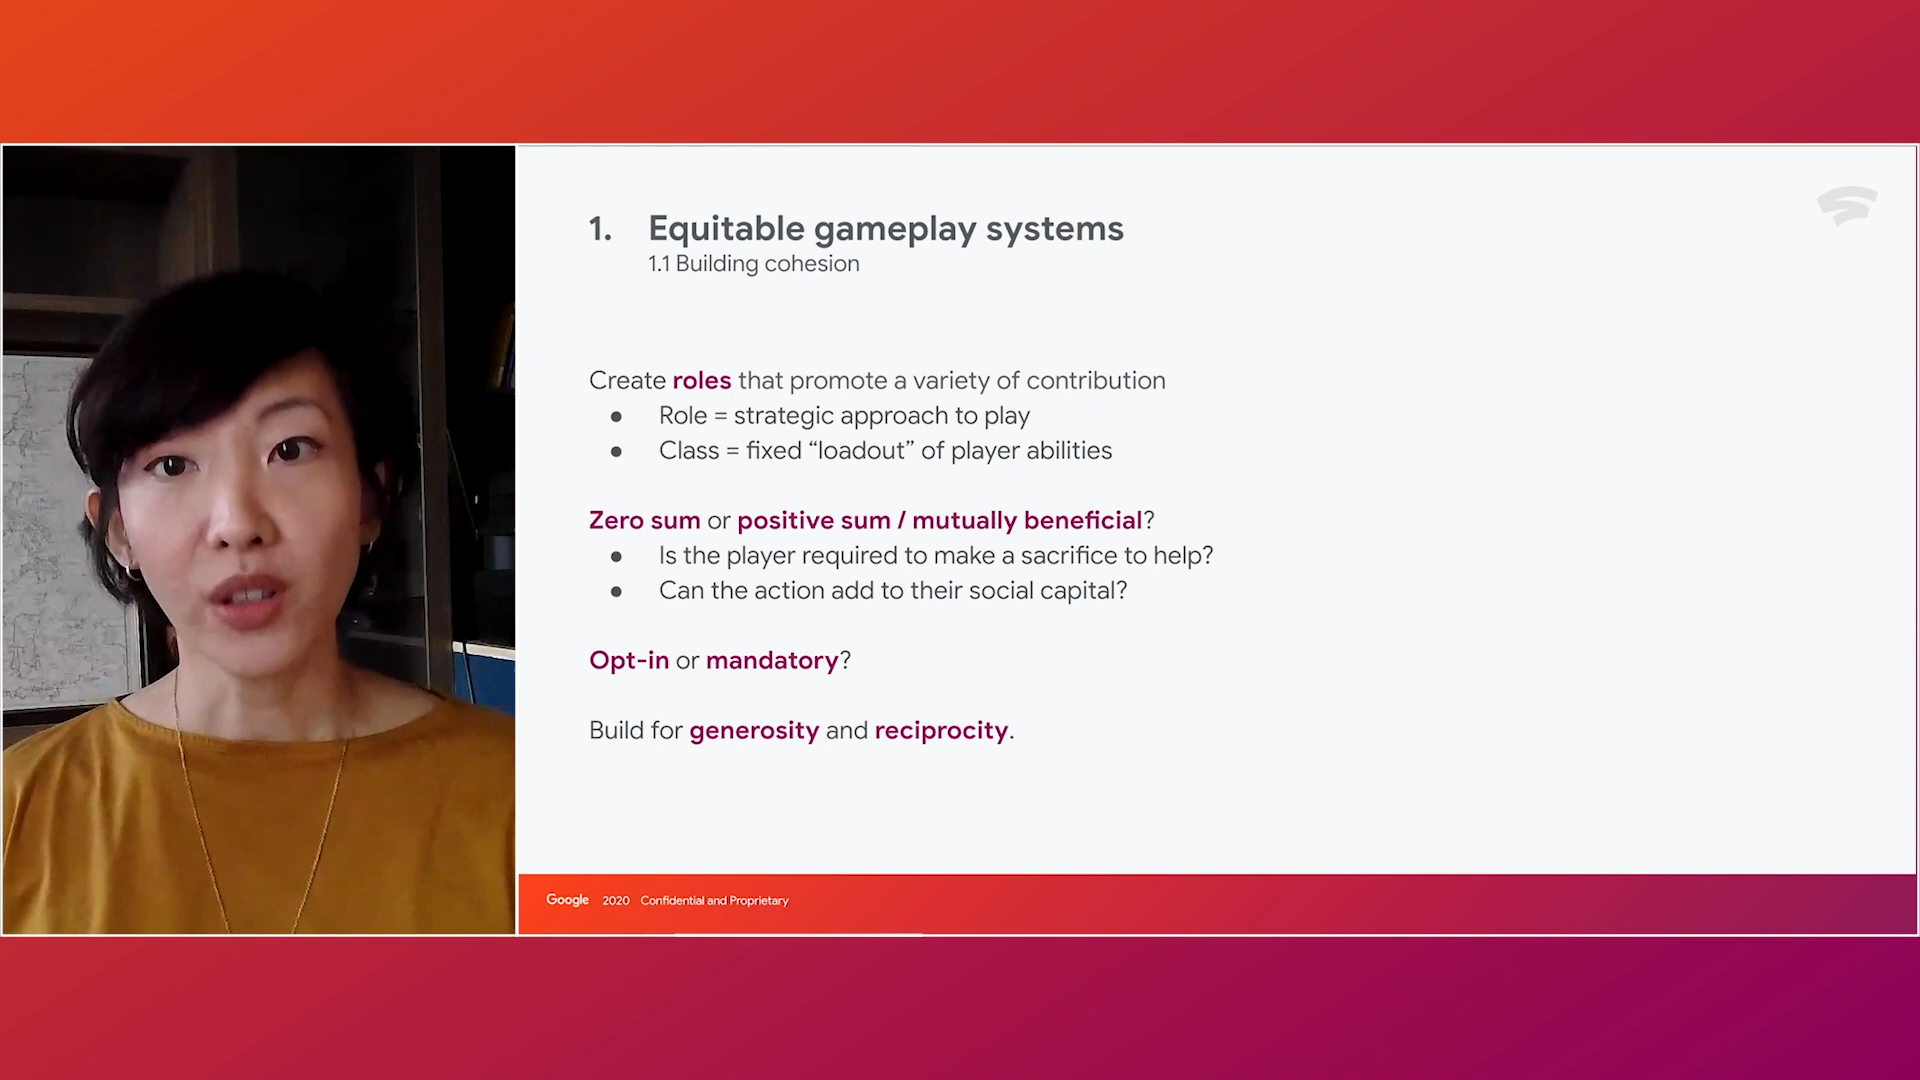 1. Equitable gameplay systems
1.1 Building cohesion
Create roles that promote a variety of contribution
● Role = strategic approach to play
● Class = fixed “loadout” of player abilities
Zero sum or positive sum / mutually beneficial?
● Is the player required to make a sacrifice to help?
● Can the action add to their social capital?
Opt-in or mandatory?
Build for generosity and reciprocity.
Google 2020 Confidential and Proprietary